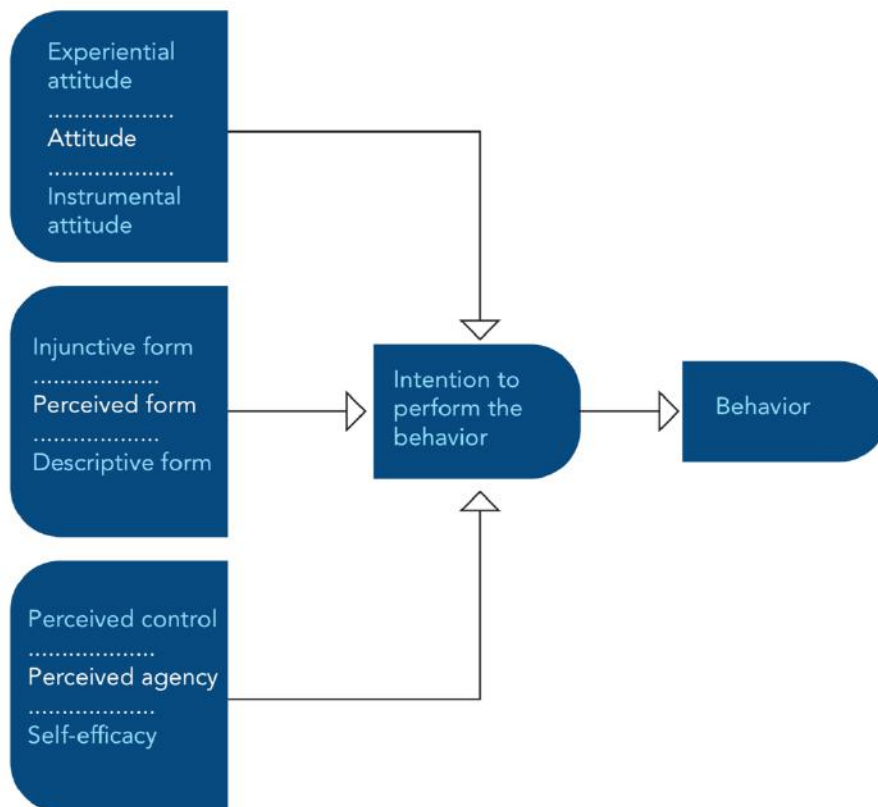 Experiential
attitude
...................
Attitude
...................
Instrumental
attitude
Injunctive form
...................
Perceived form
...................
Descriptive form
Perceived control
...................
Perceived agency
...................
Self-efficacy
Intention to
perform the
behavior
Behavior